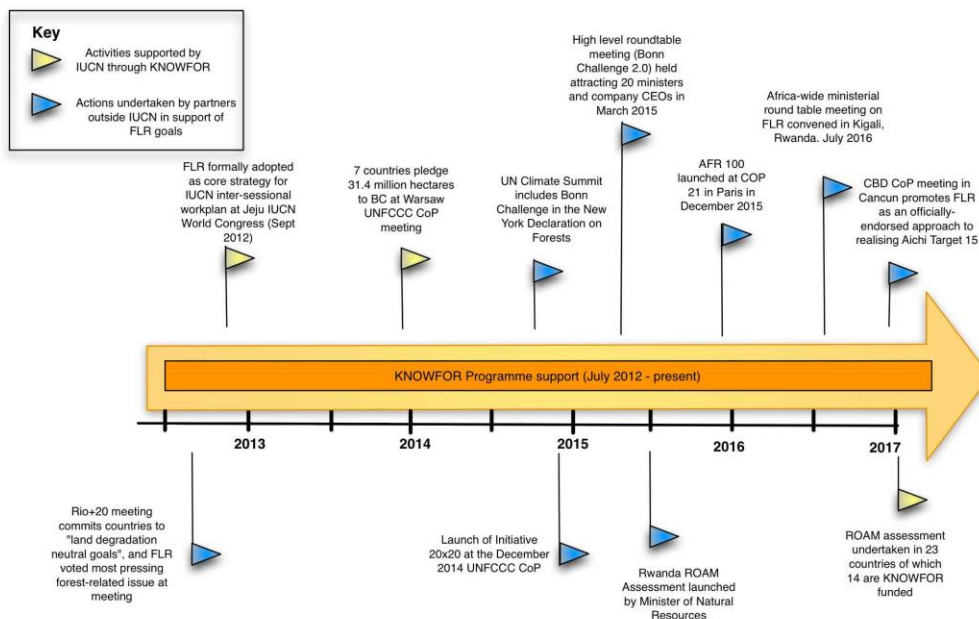 Key
Activities supported by
IUCN through KNOWFOR
Actions undertaken by partners
outside IUCN in support of
FLR goals
FLR formally adopted
as core strategy for
IUCN inter-sessional
workplan at Jeju IUCN
World Congress (Sept
2012)
7 countries pledge
31.4 million hectares
to BC at Warsaw
UNFCCC CoP
meeting
UN Climate Summit
includes Bonn
Challenge in the New
York Declaration on
Forests
High level roundtable
meeting (Bonn
Challenge 2.0) held
attracting 20 ministers
and company CEOs in
March 2015
AFR 100
launched at COP
21 in Paris in
December 2015
Africa-wide ministerial
round table meeting on
FLR convened in Kigali,
Rwanda. July 2016
CBD CoP meeting in
Cancun promotes FLR
as an officially-
endorsed approach to
realising Aichi Target 15
KNOWFOR Programme support (July 2012 - present)
2013
2014
2015
2016
2017
Rio+20 meeting
commits countries to
"land degradation
neutral goals", and FLR
voted most pressing
forest-related issue at
meeting
Launch of Initiative
20x20 at the December
2014 UNFCCC CoP
Rwanda ROAM
Assessment launched
by Minister of Natural
Resources
ROAM assessment
undertaken in 23
countries of which
14 are KNOWFOR
funded